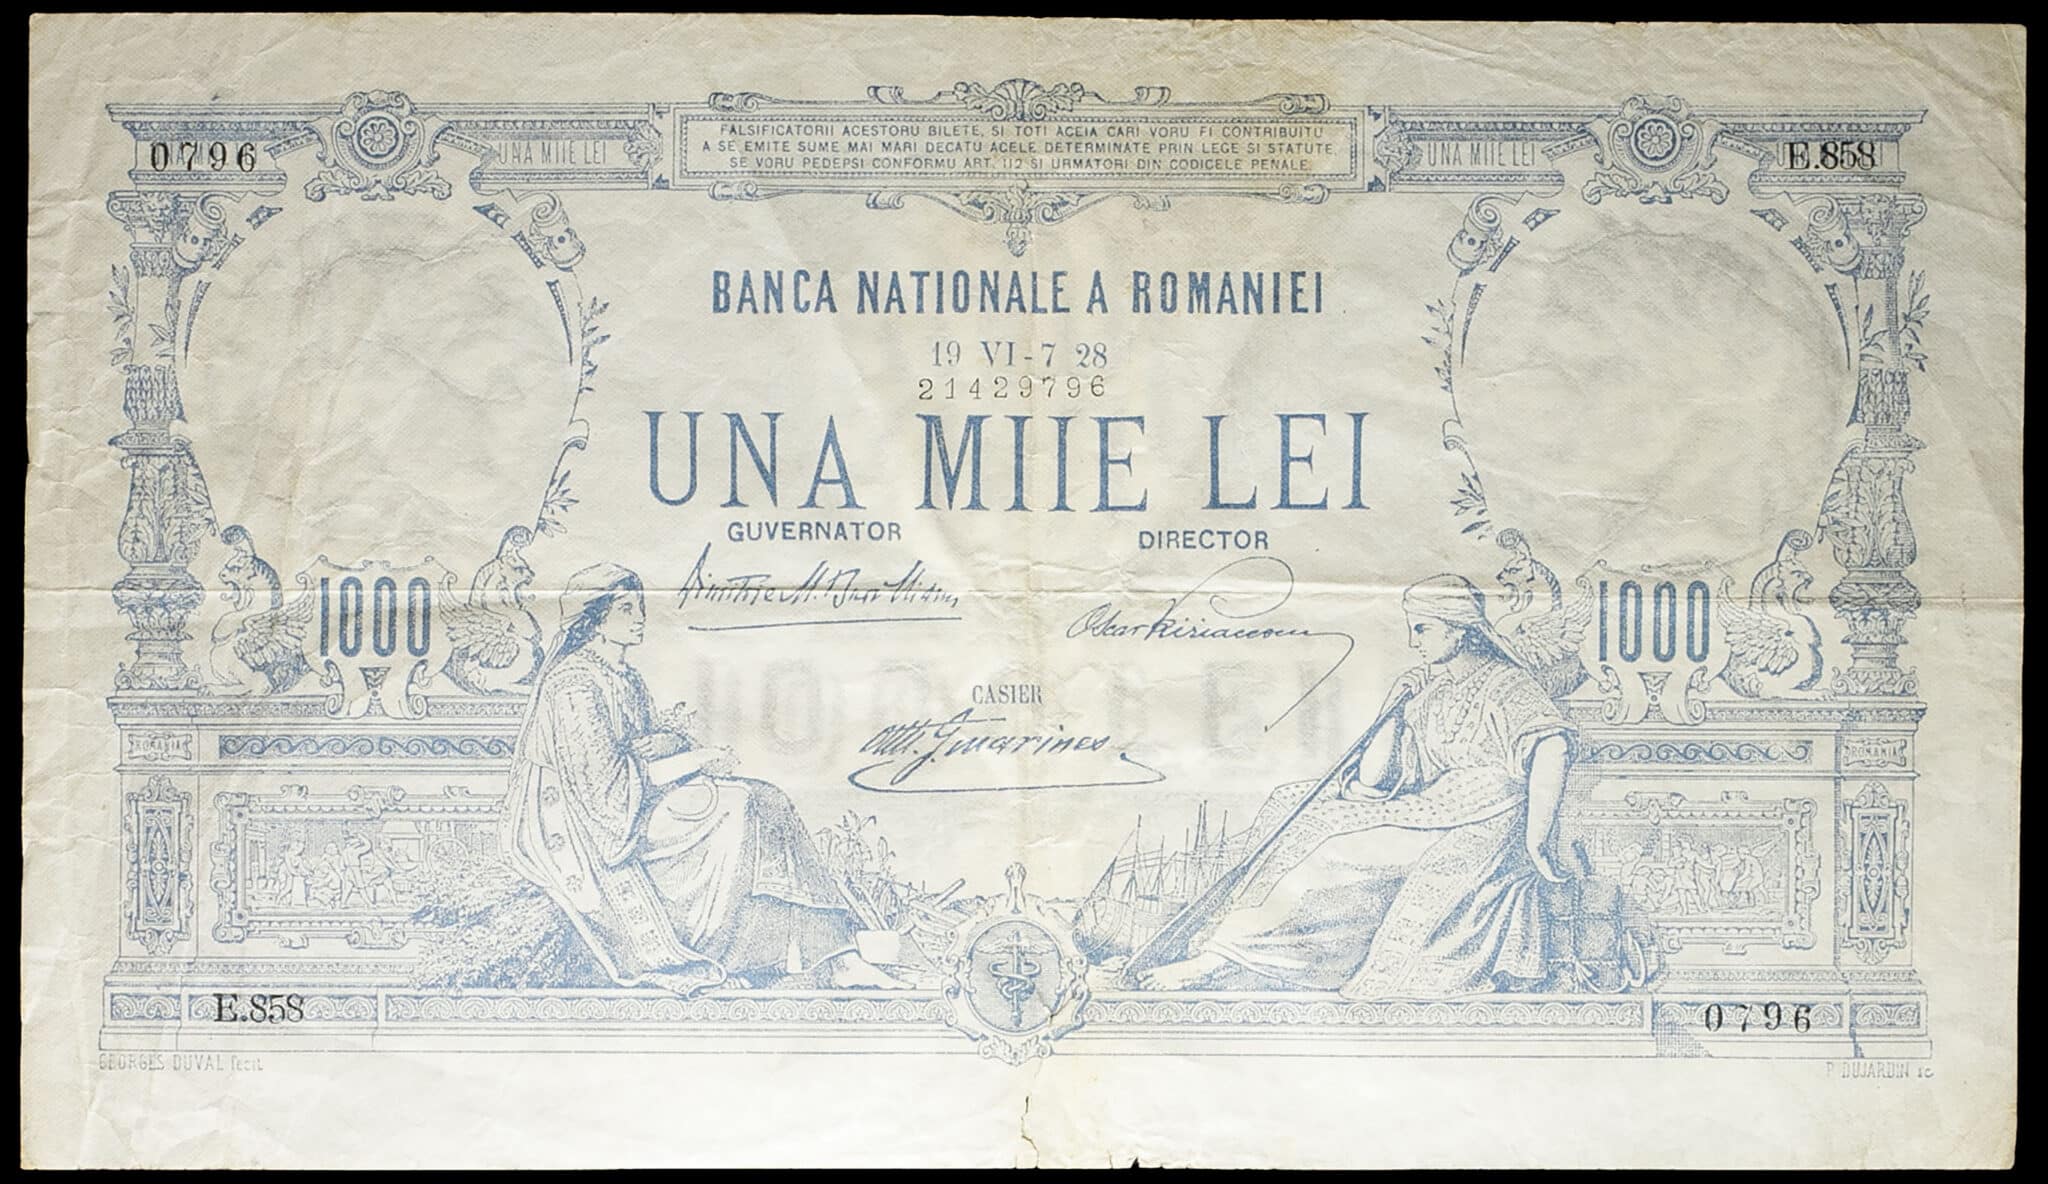 FALSIFICATORII ACESTORU BILETE, SI TOTI ACEIA CARI VORU FI CONTRIBUITU
A SE EMITE SUME MAI MARI DECATU ACELE DETERMINATE PRIN LEGE SI STATUTE,
SE VORU PEDEPSI CONFORMU ART. 112 SI URMATORI DIN CODICELE PENALE.
0796
UNA MIIE LEI
UNA MIIE LEI
E.858
BANCA NATIONALE A ROMANIEI
19 VI-7 28
21429796
UNA MIIE LEI
GUVERNATOR
DIRECTOR
Dimitrie M.
Oscar Kiriacescu
1000
1000
CASIER
ROMANIA
ROMANIA
E.858
0796
GEORGES DUVAL fecit
P. DUJARDIN sc